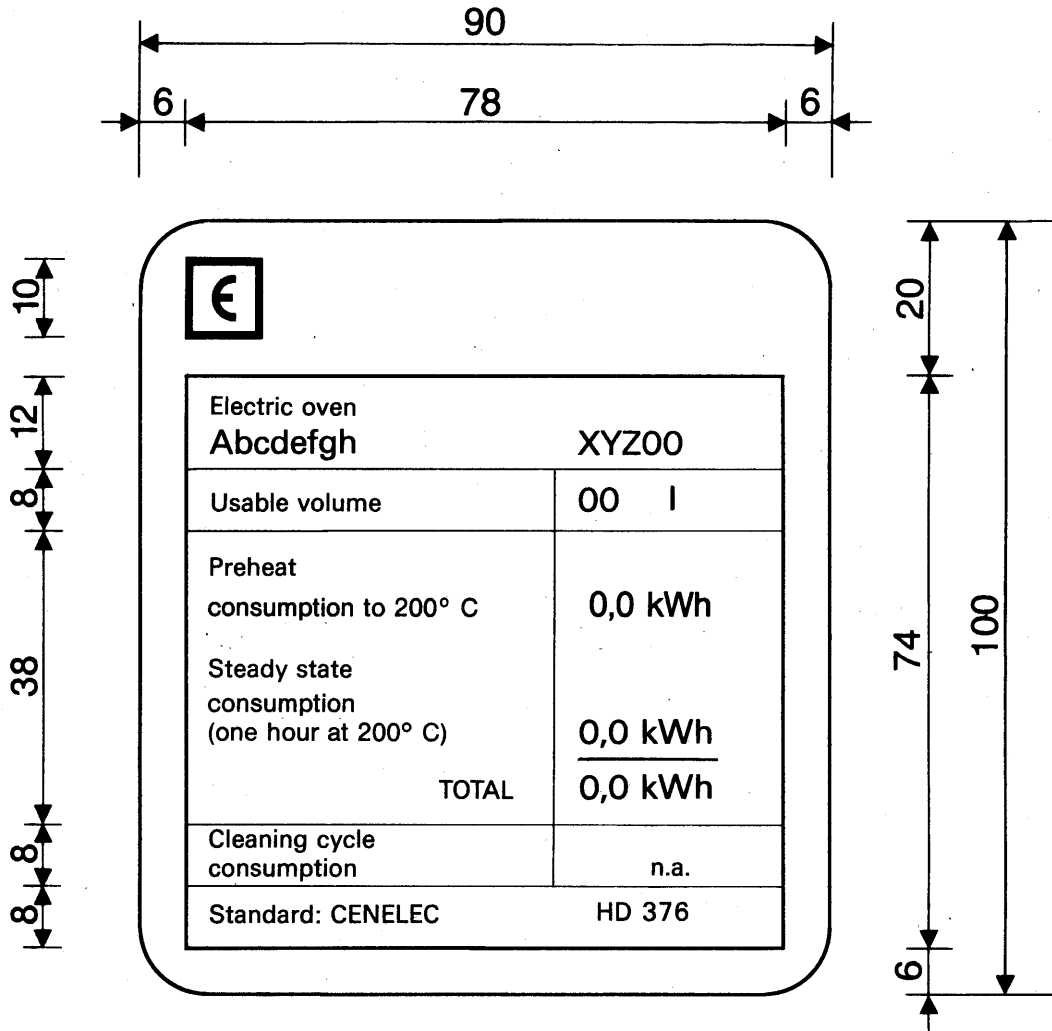 90
6 78 6
10
20
Є
12
Electric oven
Abcdefgh XYZ00
8
Usable volume 00 l
38
Preheat
consumption to 200° C 0,0 kWh
Steady state
consumption
(one hour at 200° C) 0,0 kWh
TOTAL 0,0 kWh
74
100
8
Cleaning cycle
consumption n.a.
8
Standard: CENELEC HD 376
6